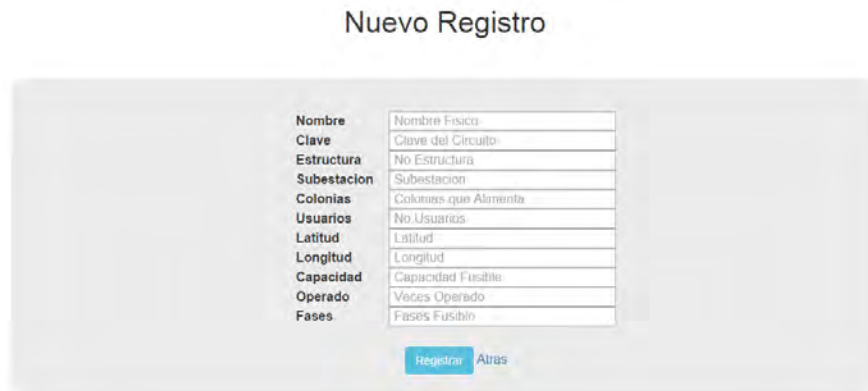 Nuevo Registro
Nombre Nombre Fisico
Clave Clave del Circuito
Estructura No Estructura
Subestacion Subestacion
Colonias Colonias que Alimenta
Usuarios No.Usuarios
Latitud Latitud
Longitud Longitud
Capacidad Capacidad Fusible
Operado Veces Operado
Fases Fases Fusible
Registrar Atras